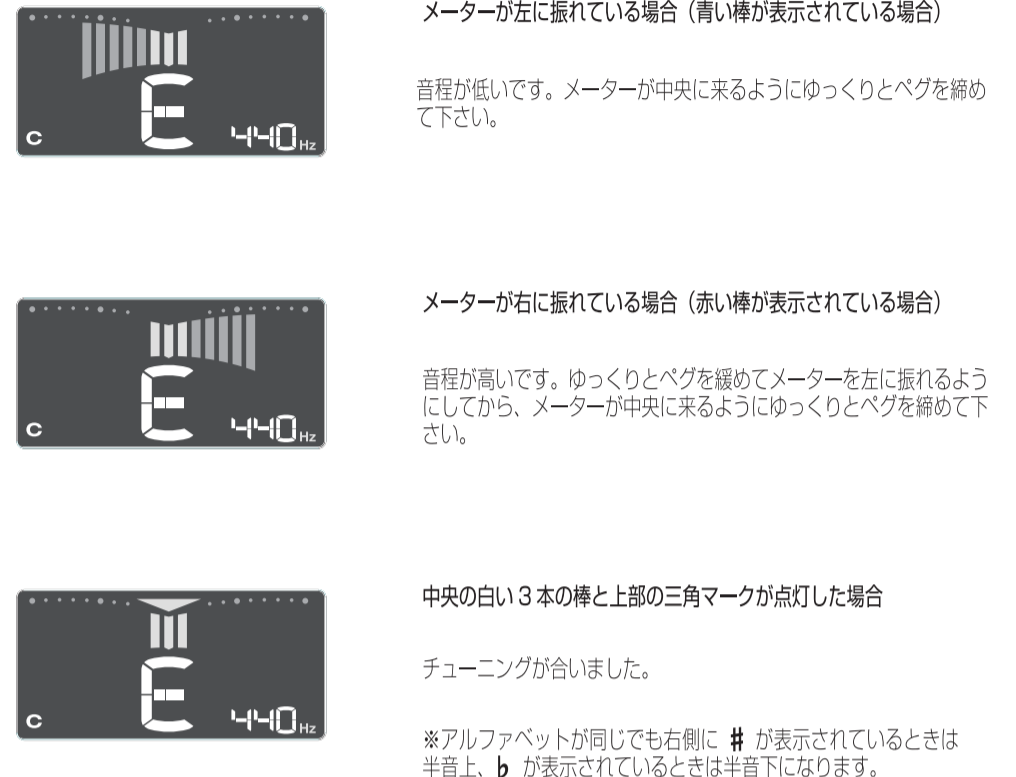 メーターが左に振れている場合（青い棒が表示されている場合）
音程が低いです。メーターが中央に来るようにゆっくりとペグを締め
て下さい。
E
C
440Hz
メーターが右に振れている場合（赤い棒が表示されている場合）
音程が高いです。ゆっくりとペグを緩めてメーターを左に振れるよう
にしてから、メーターが中央に来るようにゆっくりとペグを締めて下
さい。
E
C
440Hz
中央の白い3本の棒と上部の三角マークが点灯した場合
チューニングが合いました。
E
C
440Hz
※アルファベットが同じでも右側に ♯ が表示されているときは
半音上、♭ が表示されているときは半音下になります。